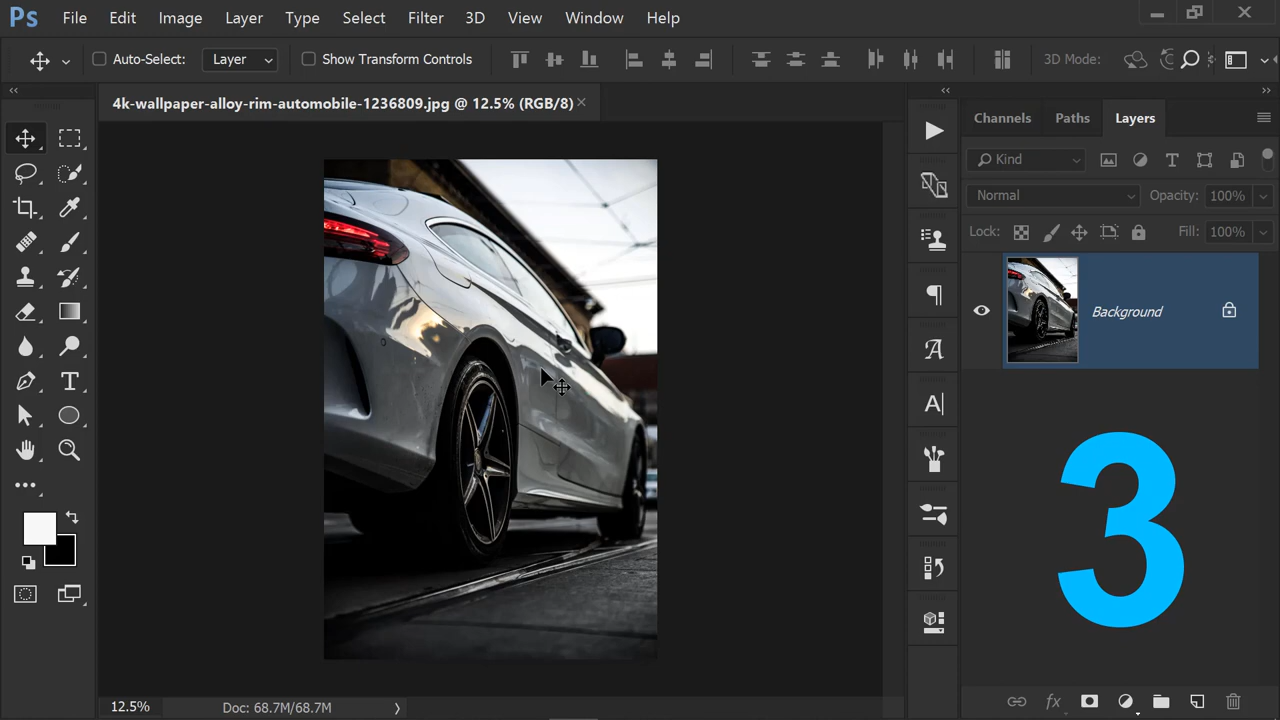 Ps File Edit Image Layer Type Select Filter 3D View Window Help
Auto-Select: Layer Show Transform Controls 3D Mode:
4k-wallpaper-alloy-rim-automobile-1236809.jpg @ 12.5% (RGB/8)
Channels Paths Layers
Kind
Normal Opacity: 100%
Lock: Fill: 100%
Background
3
12.5% Doc: 68.7M/68.7M